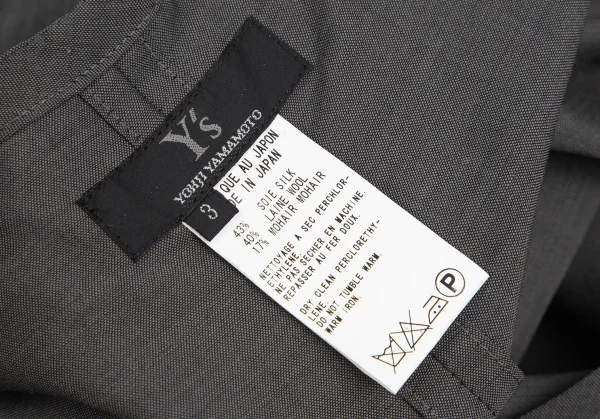 Y's
YOHJI YAMAMOTO
3
QUE AU JAPON
DE IN JAPAN
43% SOIE SILK
40% LAINE WOOL
17% MOHAIR MOHAIR
NETTOYAGE A SEC PERCHLOR-
ETHYLENE.
NE PAS SECHER EN MACHINE.
REPASSER AU FER DOUX.
DRY CLEAN PERCLORETHY-
LENE.
DO NOT TUMBLE WARM.
WARM IRON.
P